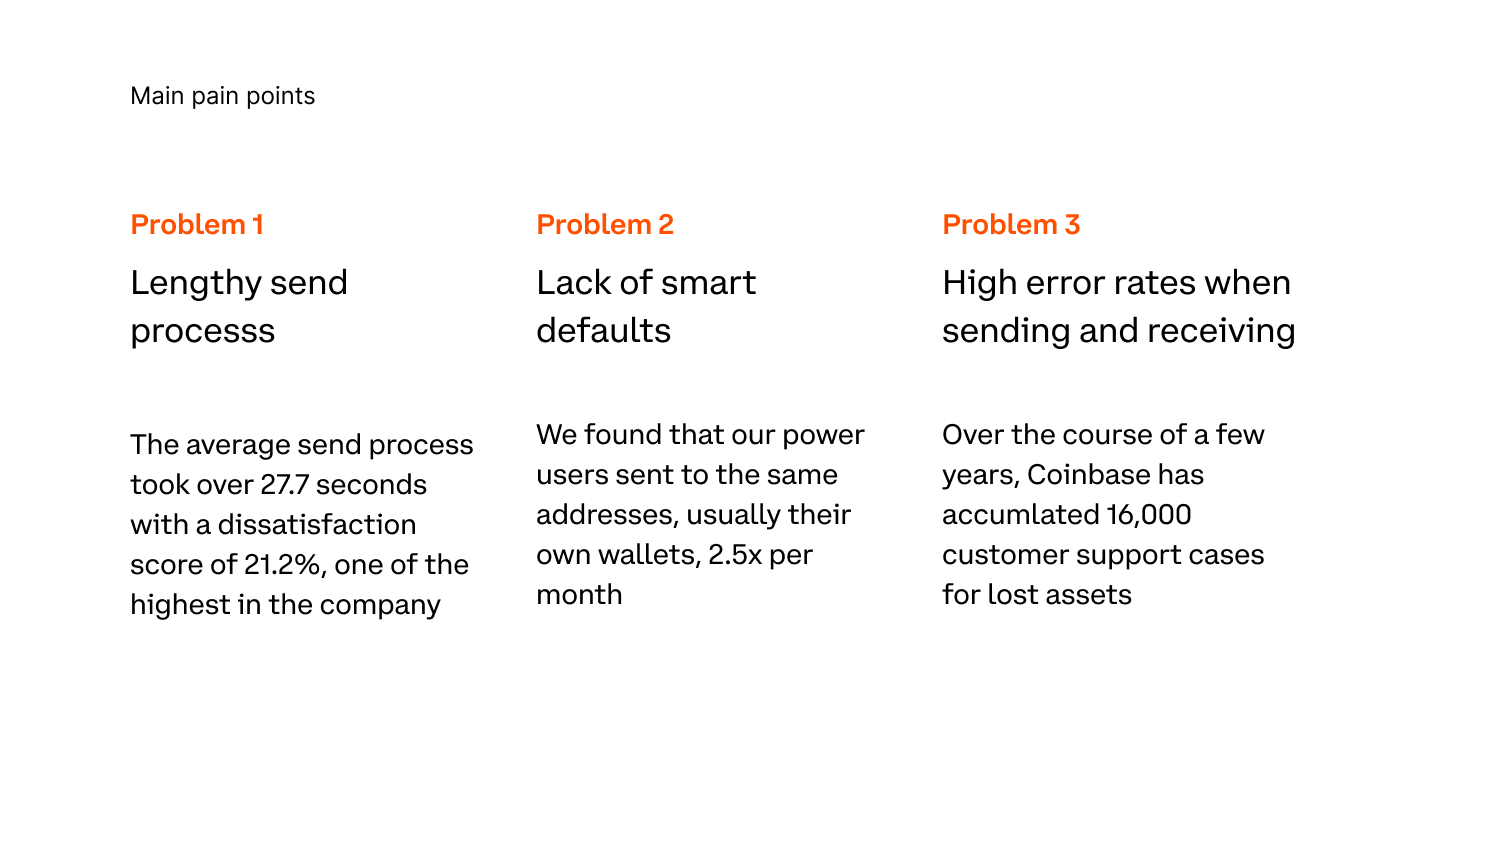 Main pain points
Problem 1
Lengthy send
processs
The average send process
took over 27.7 seconds
with a dissatisfaction
score of 21.2%, one of the
highest in the company
Problem 2
Lack of smart
defaults
We found that our power
users sent to the same
addresses, usually their
own wallets, 2.5x per
month
Problem 3
High error rates when
sending and receiving
Over the course of a few
years, Coinbase has
accumlated 16,000
customer support cases
for lost assets